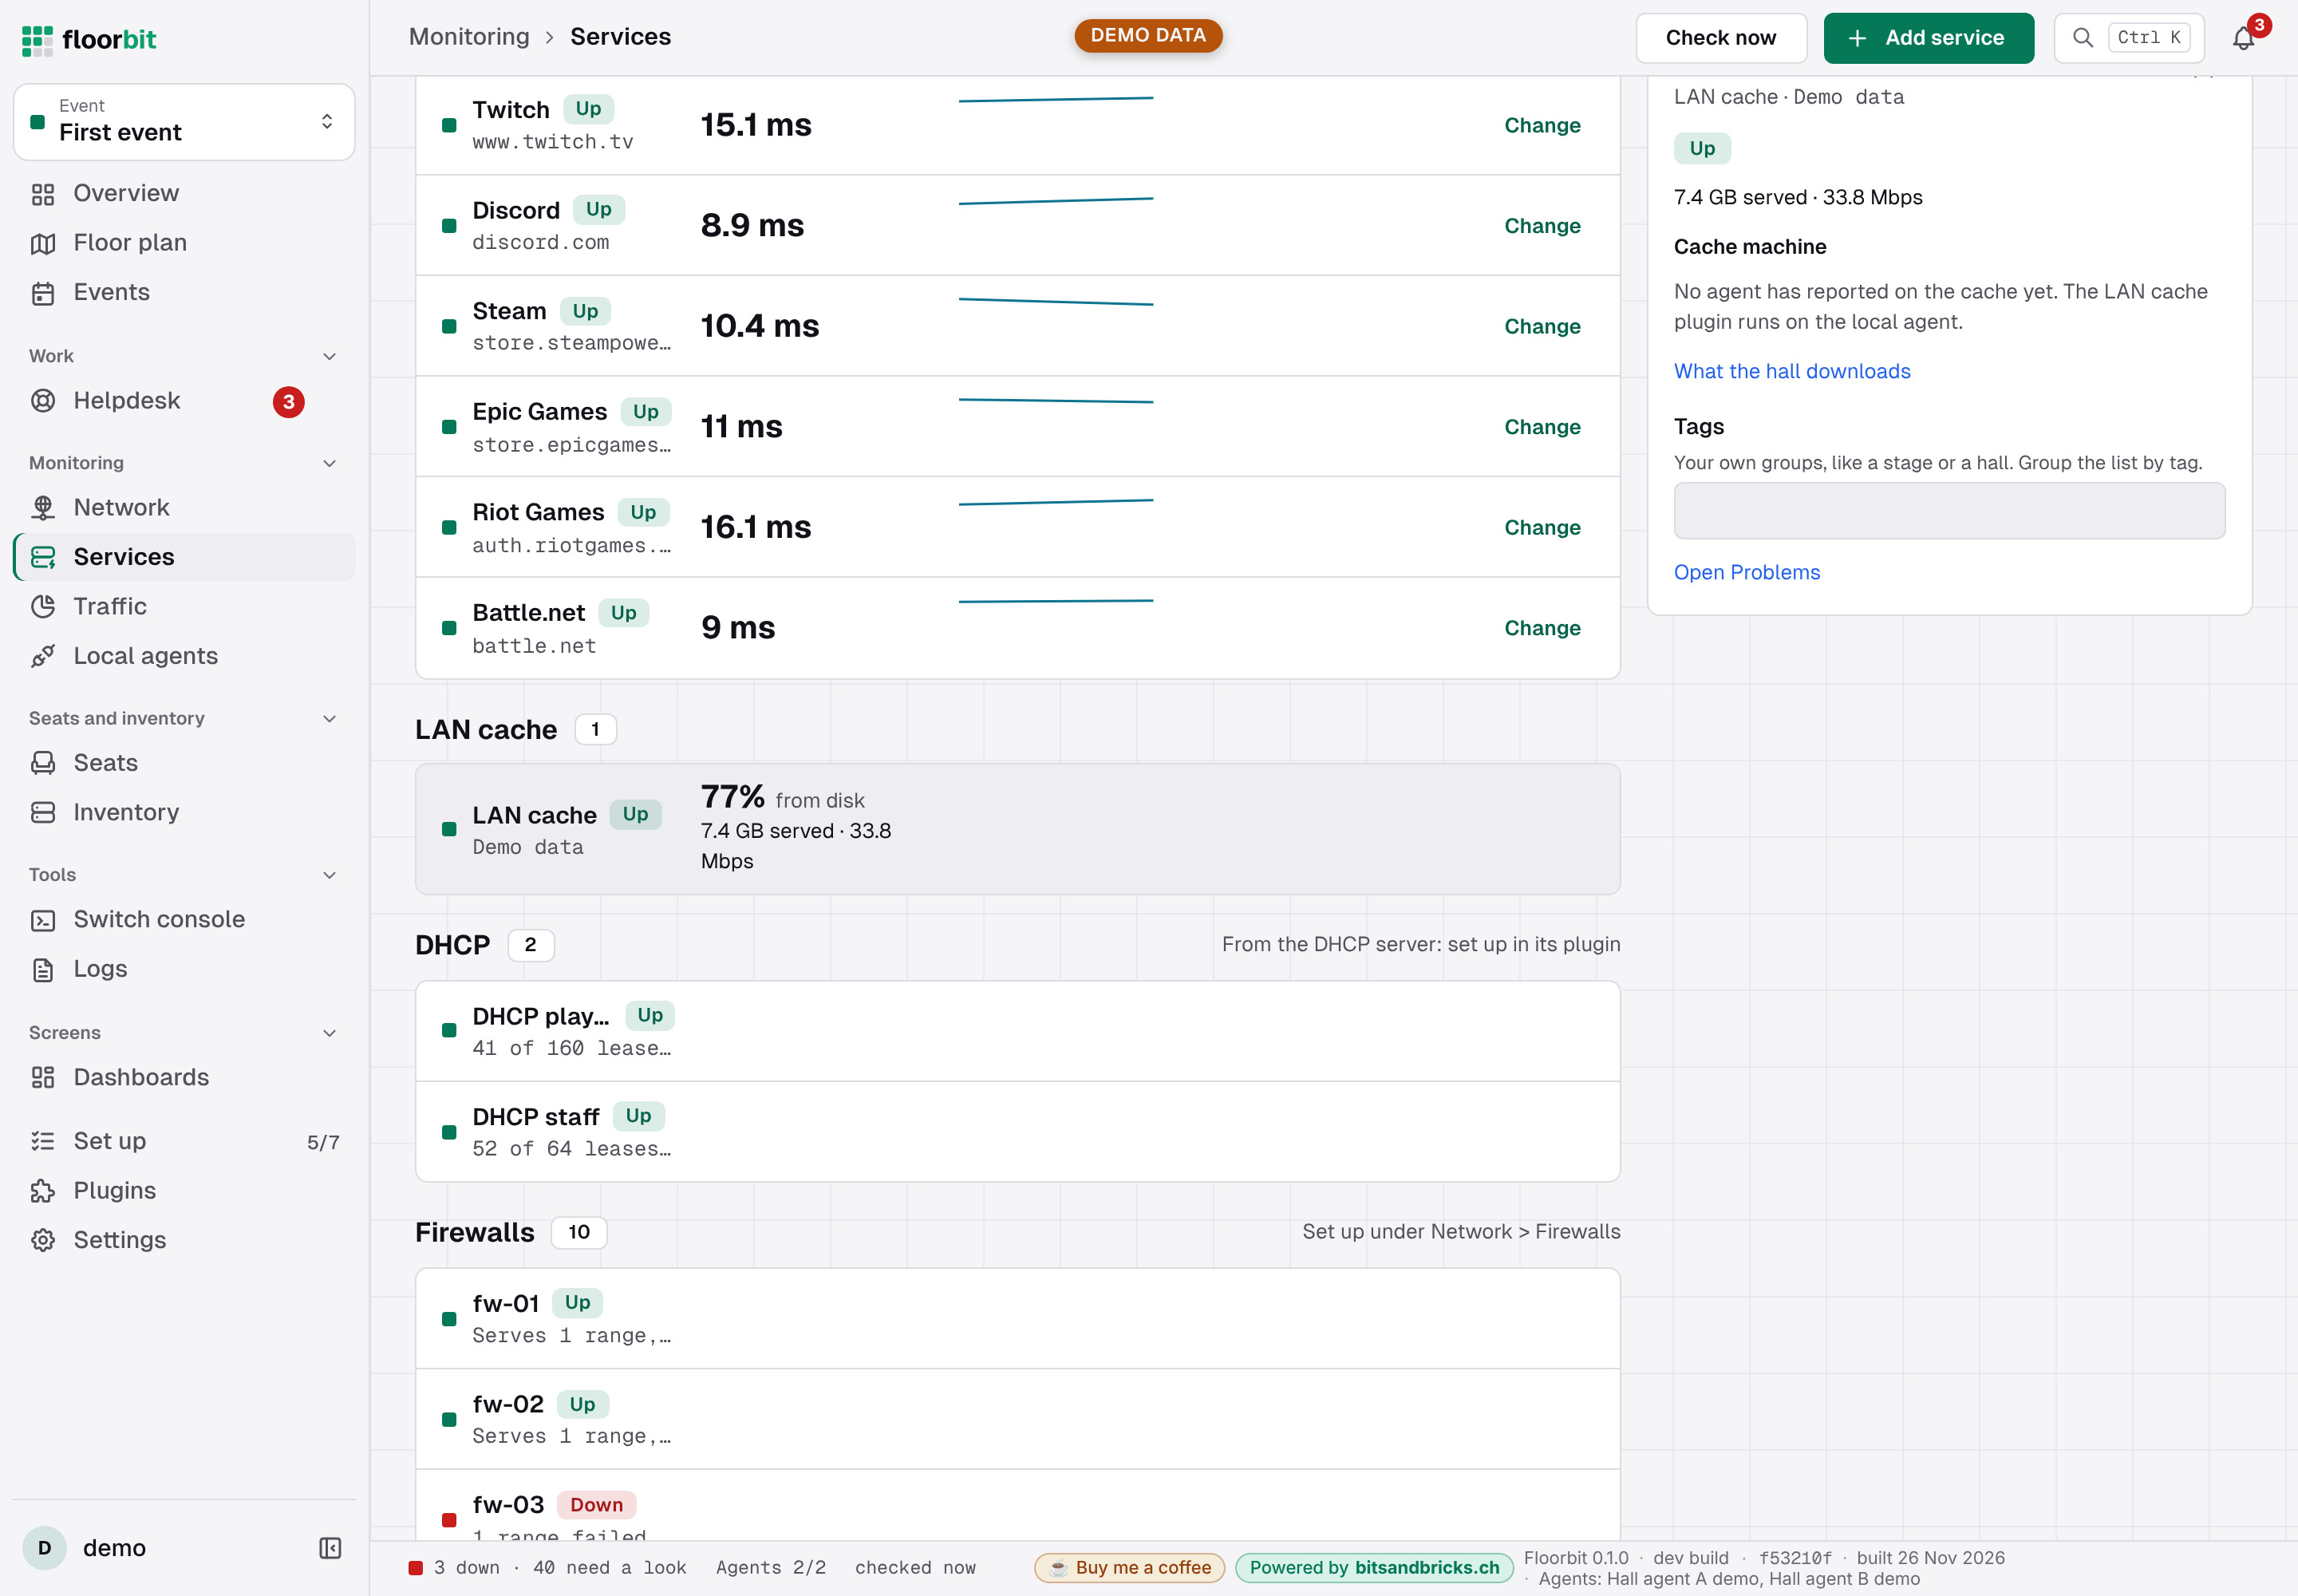 floorbit
Event
First event
Overview
Floor plan
Events
Work
Helpdesk
3
Monitoring
Network
Services
Traffic
Local agents
Seats and inventory
Seats
Inventory
Tools
Switch console
Logs
Screens
Dashboards
Set up
5/7
Plugins
Settings
D
demo
Monitoring > Services
DEMO DATA
Check now
+ Add service
Ctrl K
3
Twitch Up
www.twitch.tv
15.1 ms
Change
Discord Up
discord.com
8.9 ms
Change
Steam Up
store.steampowe…
10.4 ms
Change
Epic Games Up
store.epicgames…
11 ms
Change
Riot Games Up
auth.riotgames.…
16.1 ms
Change
Battle.net Up
battle.net
9 ms
Change
LAN cache 1
LAN cache Up
Demo data
77% from disk
7.4 GB served · 33.8
Mbps
DHCP 2
From the DHCP server: set up in its plugin
DHCP play… Up
41 of 160 lease…
DHCP staff Up
52 of 64 leases…
Firewalls 10
Set up under Network > Firewalls
fw-01 Up
Serves 1 range,…
fw-02 Up
Serves 1 range,…
fw-03 Down
1 range failed
LAN cache · Demo data
Up
7.4 GB served · 33.8 Mbps
Cache machine
No agent has reported on the cache yet. The LAN cache
plugin runs on the local agent.
What the hall downloads
Tags
Your own groups, like a stage or a hall. Group the list by tag.
Open Problems
3 down · 40 need a look
Agents 2/2
checked now
☕ Buy me a coffee
Powered by bitsandbricks.ch
Floorbit 0.1.0 · dev build · f53210f · built 26 Nov 2026
· Agents: Hall agent A demo, Hall agent B demo